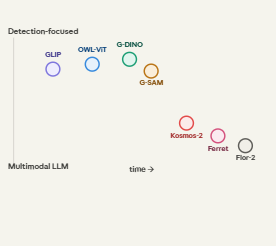 Detection-focused
G-DINO
OWL-ViT
GLIP
G-SAM
Kosmos-2
Ferret
Flor-2
Multimodal LLM
time →